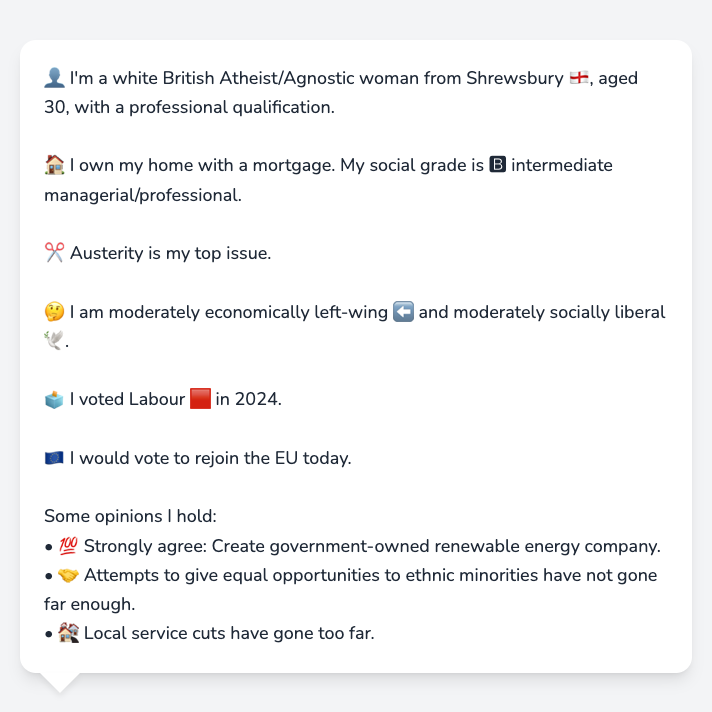 👤 I'm a white British Atheist/Agnostic woman from Shrewsbury 🏴󠁧󠁢󠁥󠁮󠁧󠁿, aged
30, with a professional qualification.
🏠 I own my home with a mortgage. My social grade is 🅱 intermediate
managerial/professional.
✂️ Austerity is my top issue.
🤔 I am moderately economically left-wing ⬅️ and moderately socially liberal
🕊️.
🗳️ I voted Labour 🟥 in 2024.
🇪🇺 I would vote to rejoin the EU today.
Some opinions I hold:
• 💯 Strongly agree: Create government-owned renewable energy company.
• 🤝 Attempts to give equal opportunities to ethnic minorities have not gone
far enough.
• 🏚️ Local service cuts have gone too far.